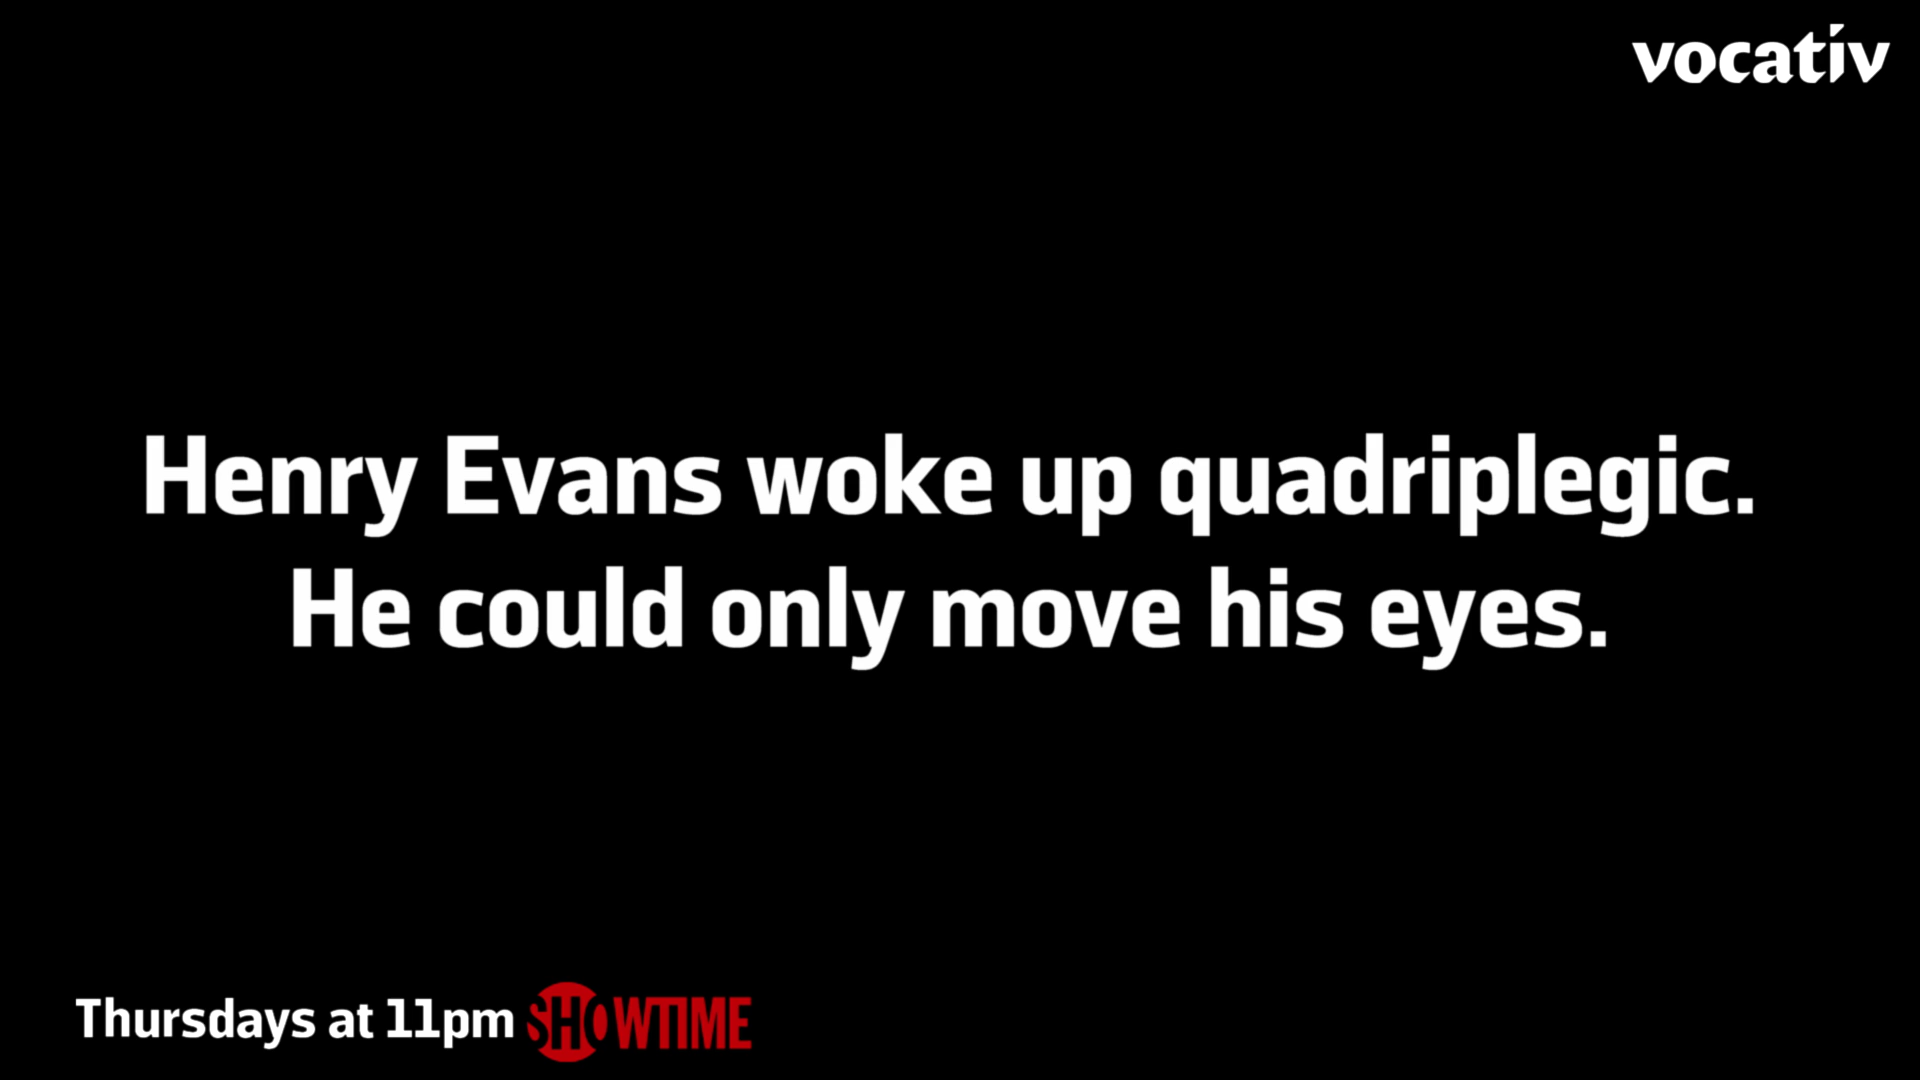 vocativ
Henry Evans woke up quadriplegic.
He could only move his eyes.
Thursdays at 11pm SHOWTIME